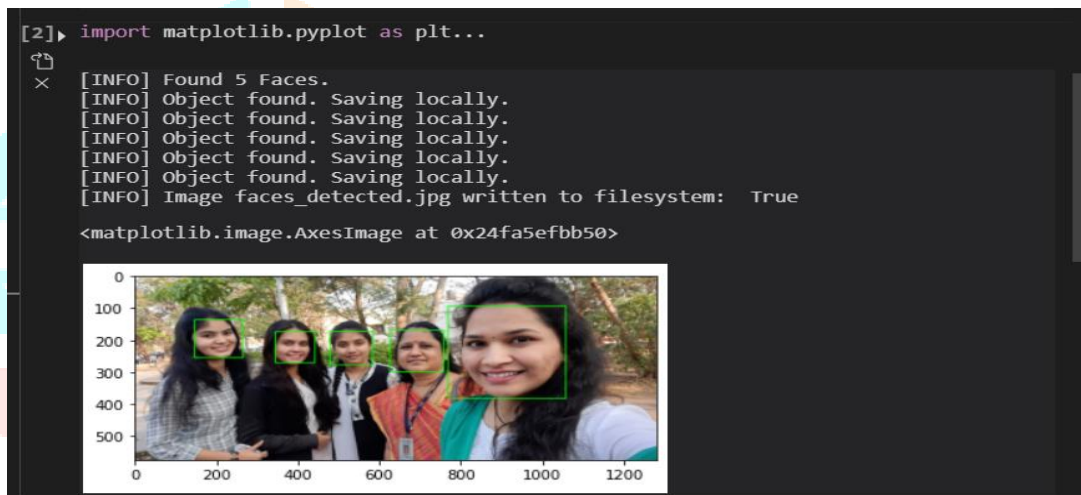 [2] import matplotlib.pyplot as plt...
[INFO] Found 5 Faces.
[INFO] Object found. Saving locally.
[INFO] Object found. Saving locally.
[INFO] Object found. Saving locally.
[INFO] Object found. Saving locally.
[INFO] Object found. Saving locally.
[INFO] Image faces_detected.jpg written to filesystem:  True
<matplotlib.image.AxesImage at 0x24fa5efbb50>
0
100
200
300
400
500
0 200 400 600 800 1000 1200